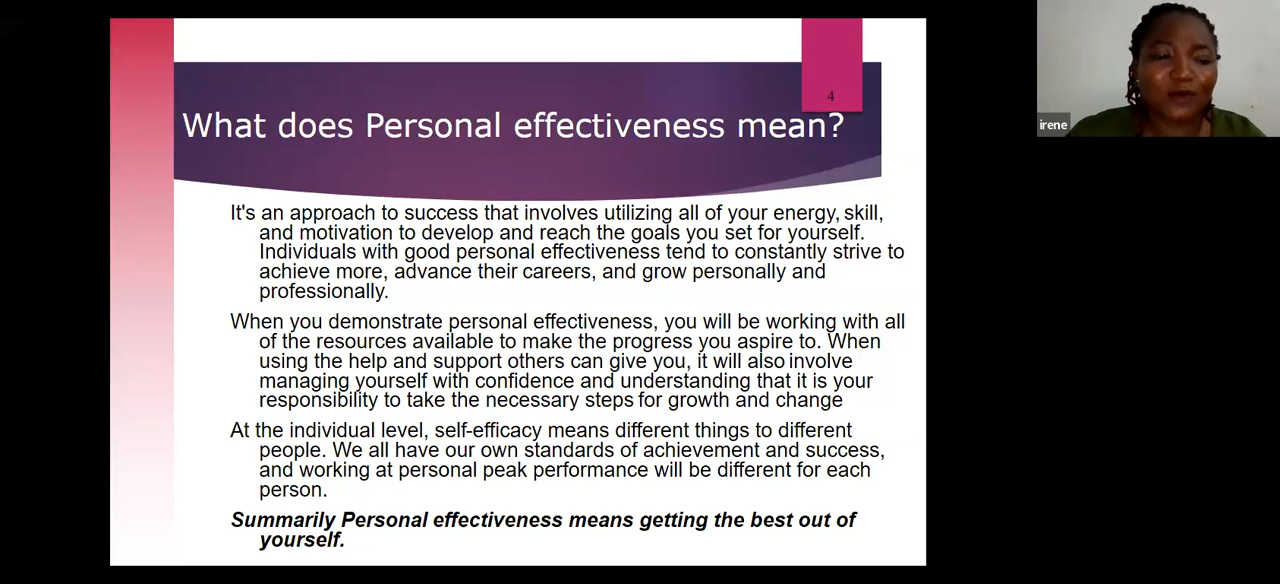 4
What does Personal effectiveness mean?
irene
It's an approach to success that involves utilizing all of your energy, skill,
and motivation to develop and reach the goals you set for yourself.
Individuals with good personal effectiveness tend to constantly strive to
achieve more, advance their careers, and grow personally and
professionally.
When you demonstrate personal effectiveness, you will be working with all
of the resources available to make the progress you aspire to. When
using the help and support others can give you, it will also involve
managing yourself with confidence and understanding that it is your
responsibility to take the necessary steps for growth and change
At the individual level, self-efficacy means different things to different
people. We all have our own standards of achievement and success,
and working at personal peak performance will be different for each
person.
Summarily Personal effectiveness means getting the best out of
yourself.